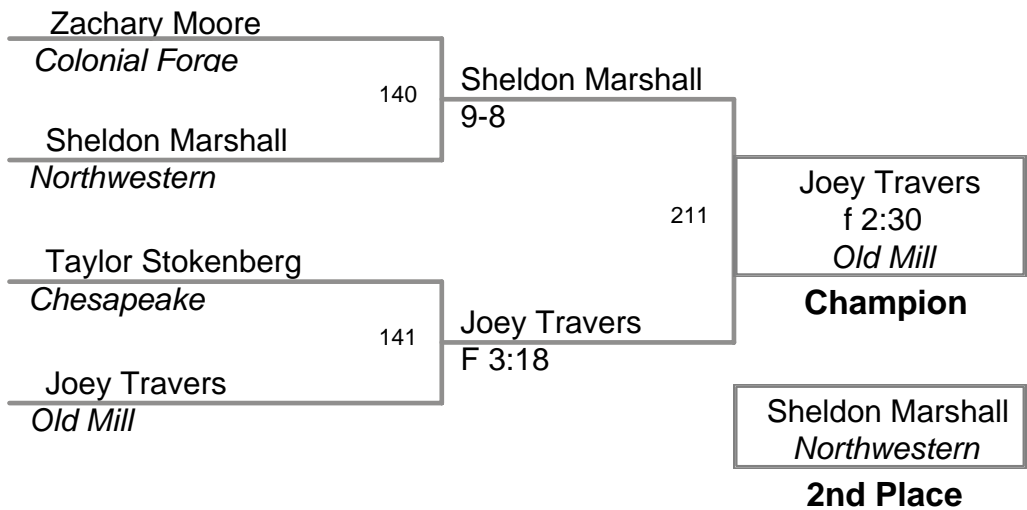 Zachary Moore
Colonial Forge
140
Sheldon Marshall
9-8
Sheldon Marshall
Northwestern
211
Joey Travers
f 2:30
Old Mill
Champion
Taylor Stokenberg
Chesapeake
141
Joey Travers
F 3:18
Joey Travers
Old Mill
Sheldon Marshall
Northwestern
2nd Place